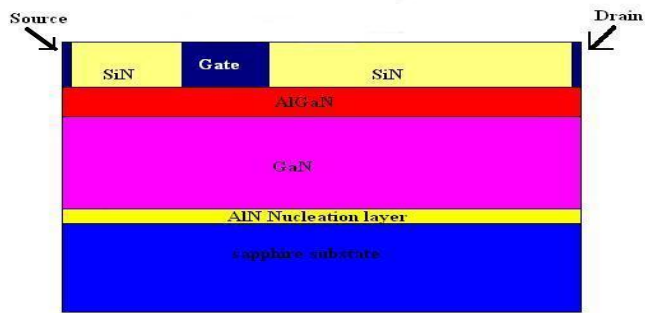 Source
Drain
SiN
Gate
SiN
AlGaN
GaN
AlN Nucleation layer
sapphire substrate